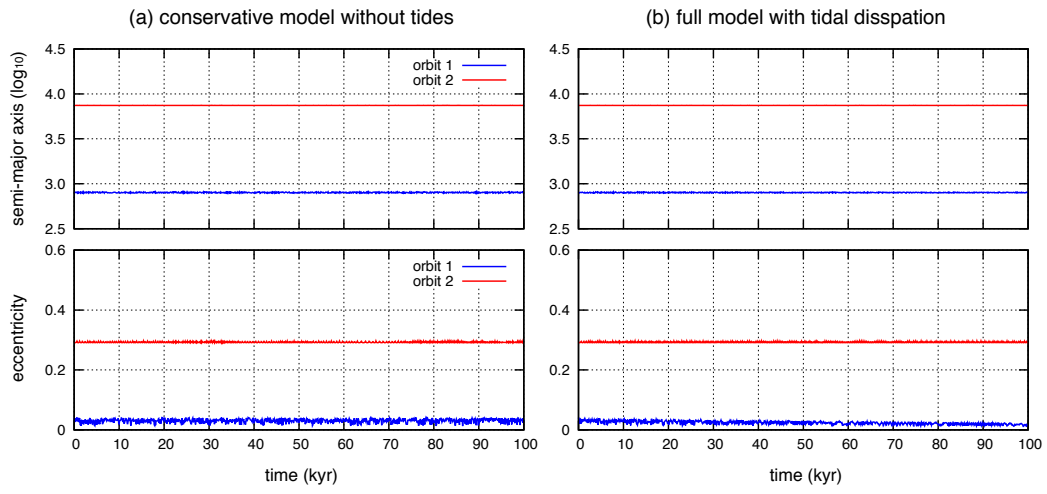 (a) conservative model without tides
(b) full model with tidal disspation
semi-major axis (log10)
4.5
4.0
3.5
3.0
2.5
orbit 1
orbit 2
4.5
4.0
3.5
3.0
2.5
eccentricity
0.6
0.4
0.2
0
orbit 1
orbit 2
0 10 20 30 40 50 60 70 80 90 100
time (kyr)
0.6
0.4
0.2
0
0 10 20 30 40 50 60 70 80 90 100
time (kyr)